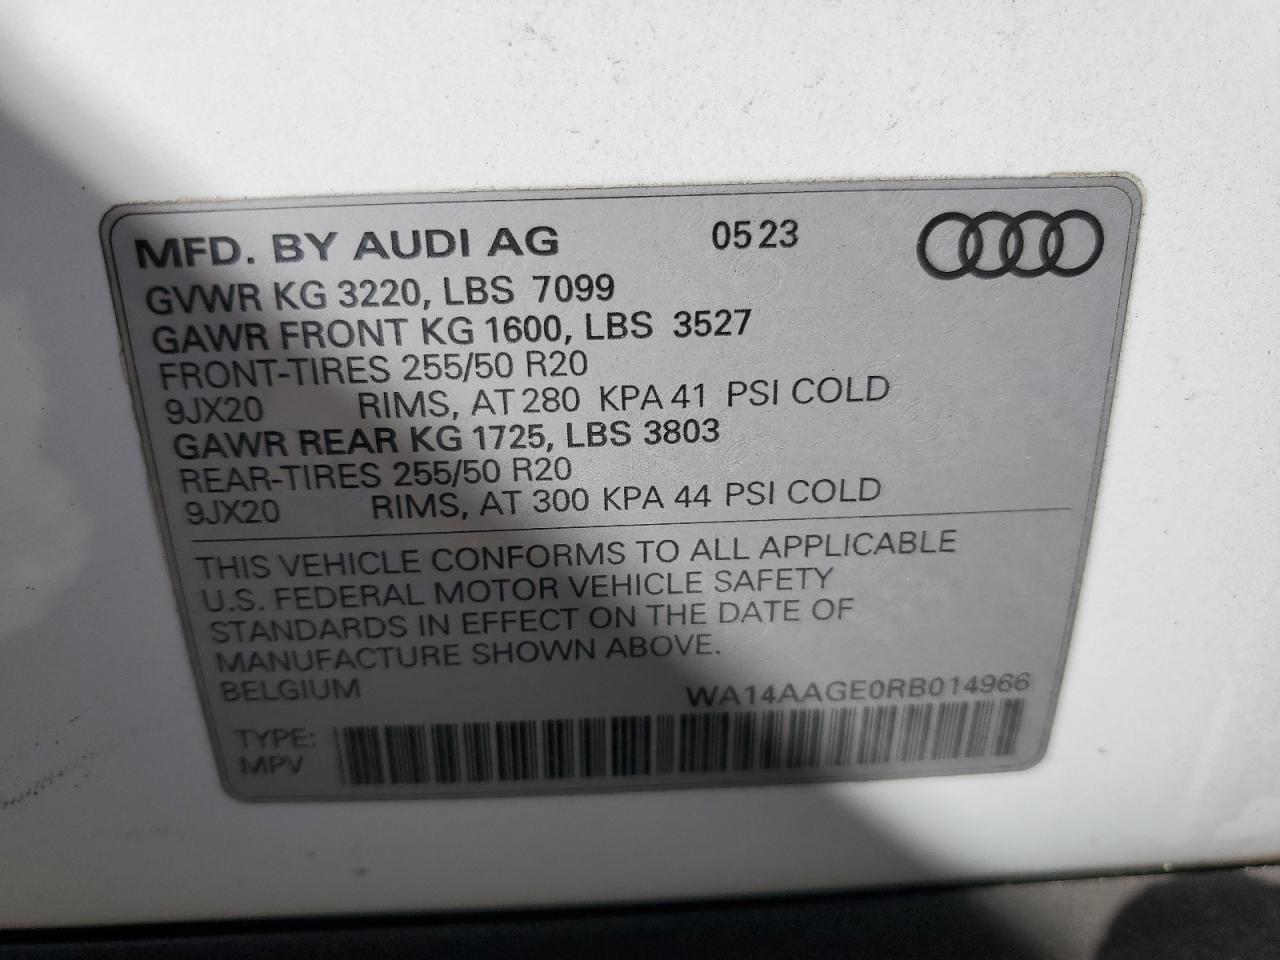 MFD. BY AUDI AG 0523
GVWR KG 3220, LBS 7099
GAWR FRONT KG 1600, LBS 3527
FRONT-TIRES 255/50 R20
9JX20 RIMS, AT 280 KPA 41 PSI COLD
GAWR REAR KG 1725, LBS 3803
REAR-TIRES 255/50 R20
9JX20 RIMS, AT 300 KPA 44 PSI COLD
THIS VEHICLE CONFORMS TO ALL APPLICABLE
U.S. FEDERAL MOTOR VEHICLE SAFETY
STANDARDS IN EFFECT ON THE DATE OF
MANUFACTURE SHOWN ABOVE.
BELGIUM WA14AAGE0RB014966
TYPE:
MPV